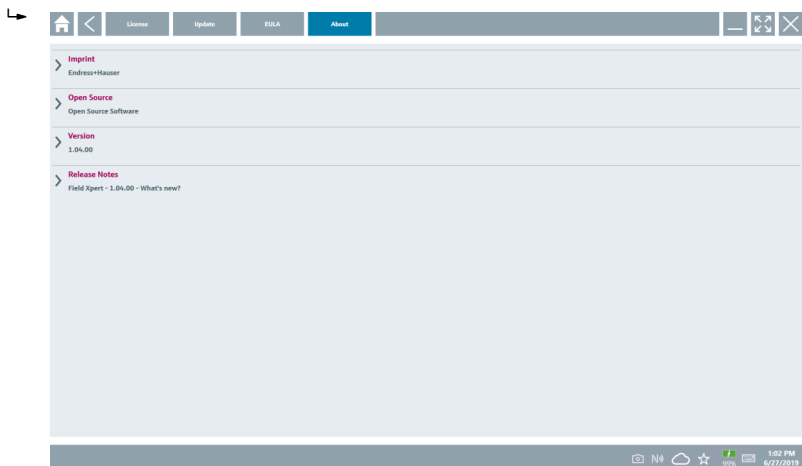 License Update EULA About
Imprint
Endress+Hauser
Open Source
Open Source Software
Version
1.04.00
Release Notes
Field Xpert - 1.04.00 - What's new?
99%
1:02 PM
6/27/2019